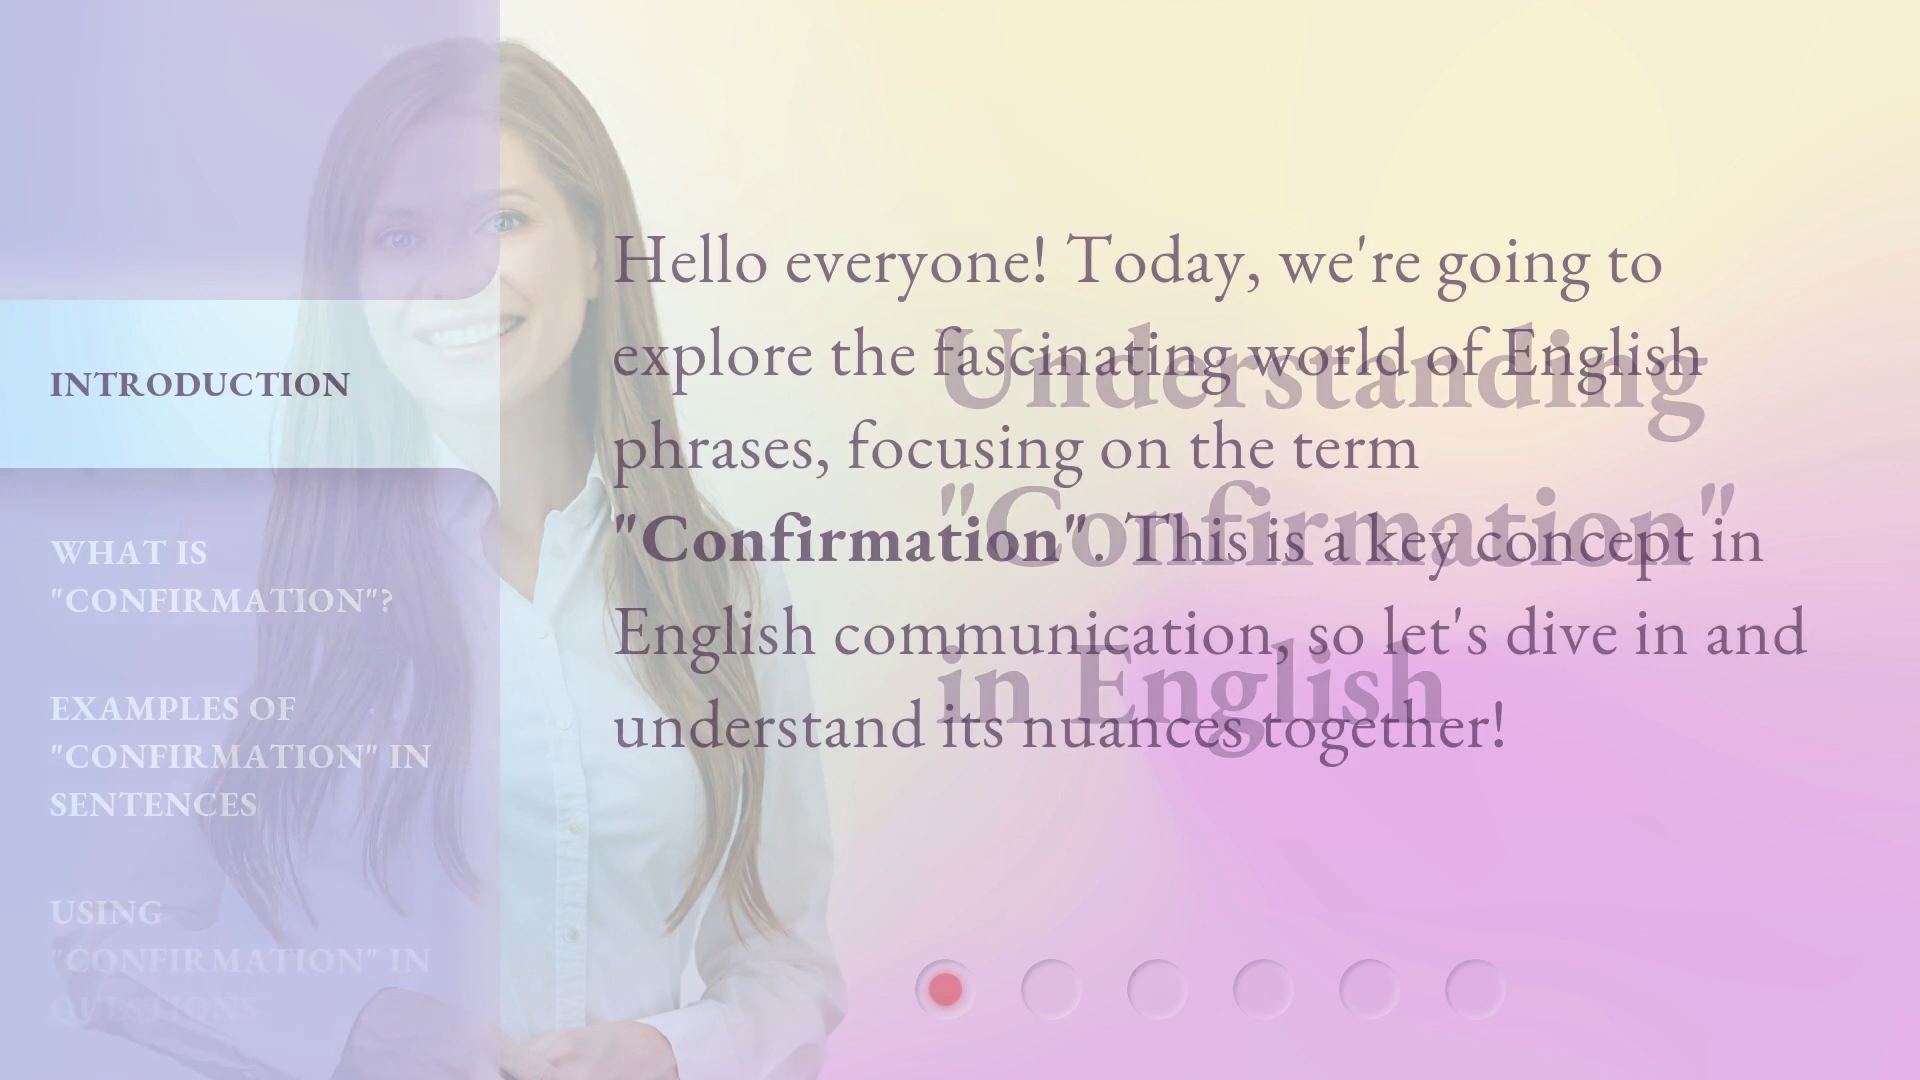 INTRODUCTION
WHAT IS
"CONFIRMATION"?
EXAMPLES OF
"CONFIRMATION" IN
SENTENCES
USING
"CONFIRMATION" IN
QUESTIONS
Hello everyone! Today, we're going to
explore the fascinating world of English
phrases, focusing on the term
"Confirmation". This is a key concept in
English communication, so let's dive in and
understand its nuances together!
Understanding
"Confirmation"
in English